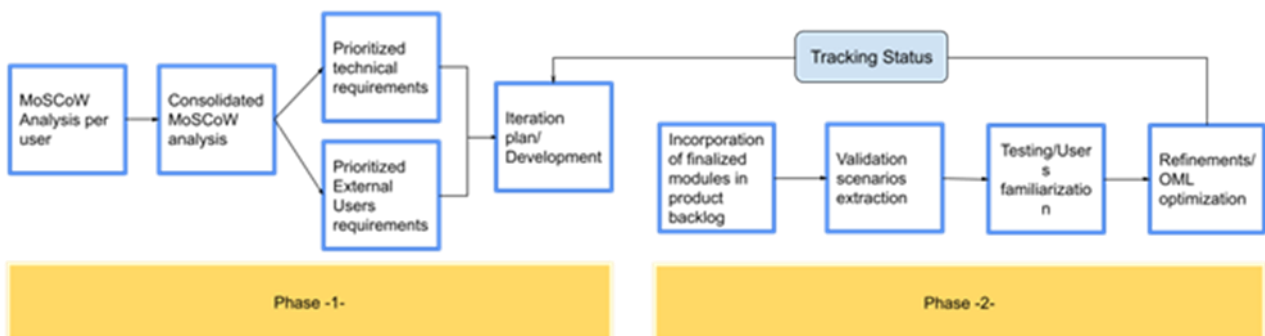 MoSCoW
Analysis per
user
Consolidated
MoSCoW
analysis
Prioritized
technical
requirements
Prioritized
External
Users
requirements
Iteration
plan/
Development
Tracking Status
Incorporation
of finalized
modules in
product
backlog
Validation
scenarios
extraction
Testing/User
s
familiarizatio
n
Refinements/
OML
optimization
Phase -1-
Phase -2-